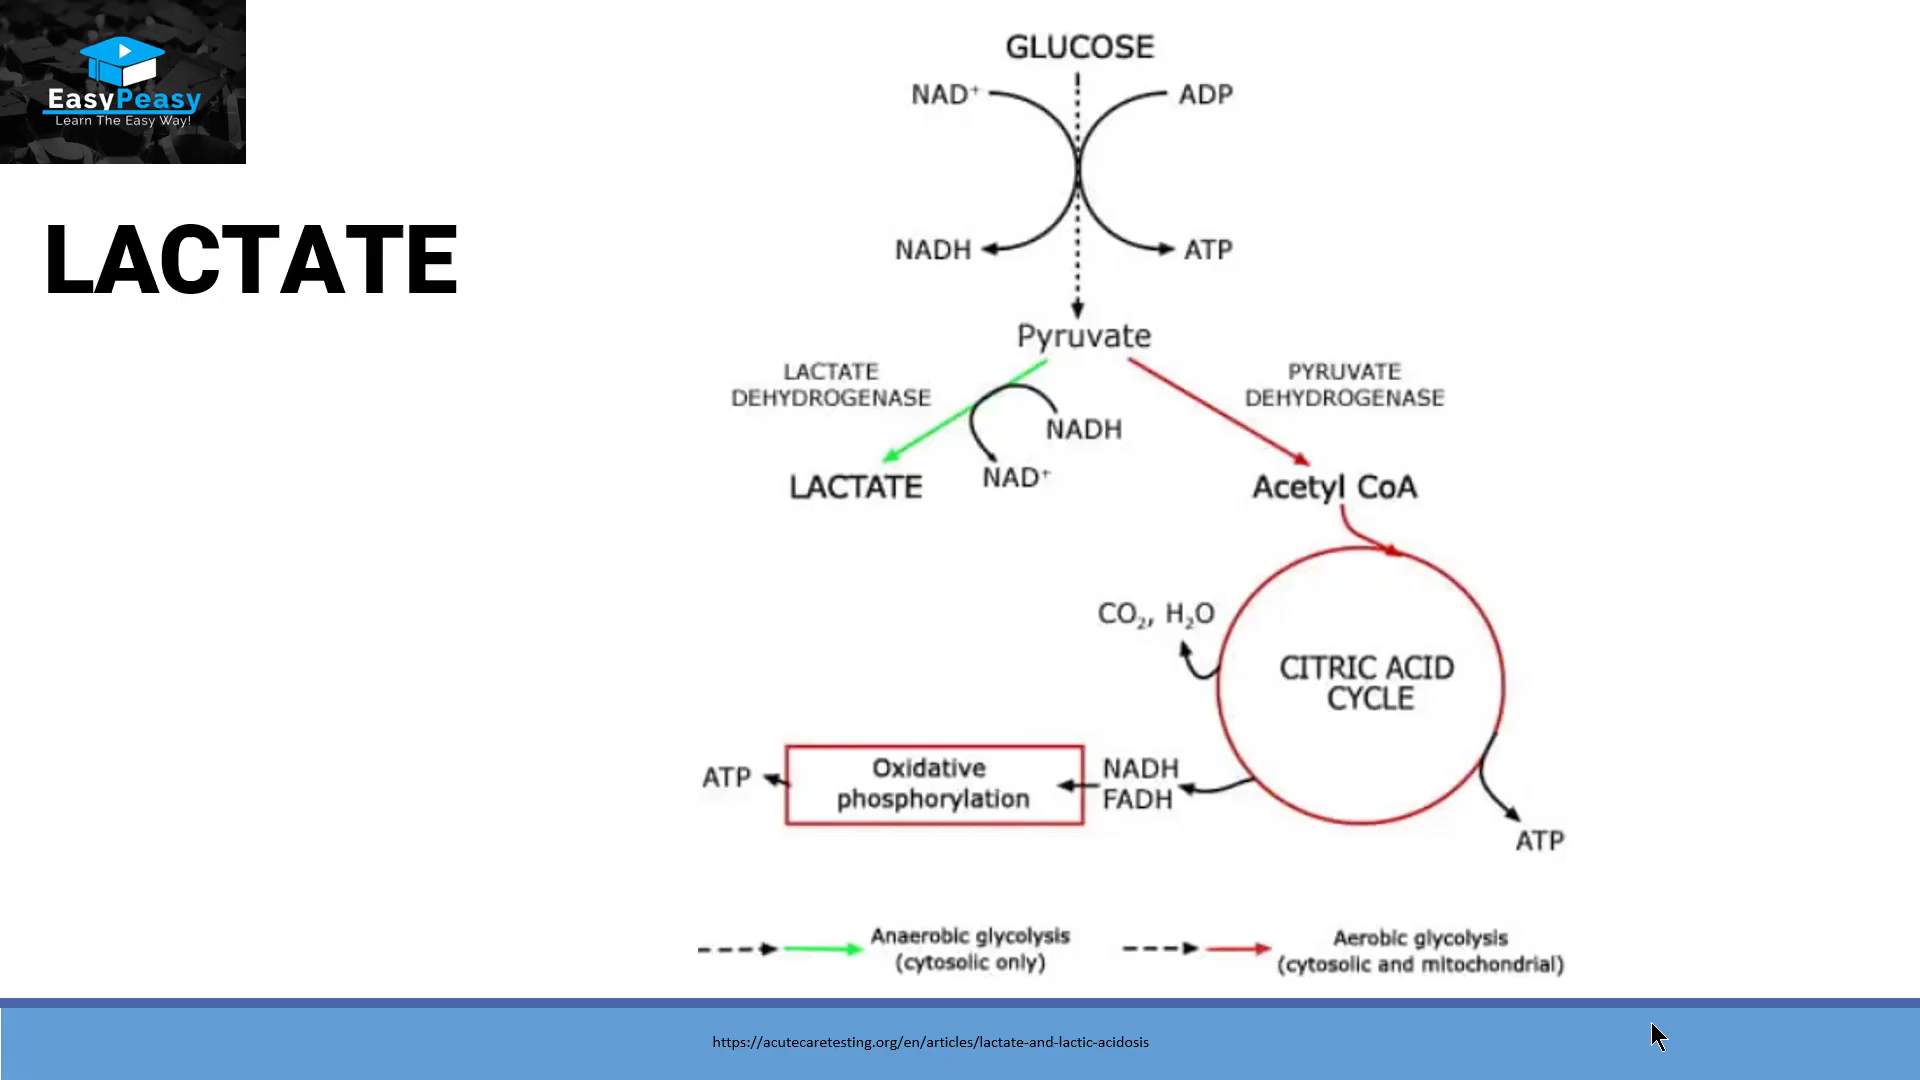 EasyPeasy
Learn The Easy Way!
LACTATE
GLUCOSE
NAD⁺
ADP
NADH
ATP
Pyruvate
LACTATE
DEHYDROGENASE
PYRUVATE
DEHYDROGENASE
NADH
NAD⁺
LACTATE
Acetyl CoA
CO₂, H₂O
CITRIC ACID
CYCLE
ATP
Oxidative
phosphorylation
NADH
FADH
ATP
Anaerobic glycolysis
(cytosolic only)
Aerobic glycolysis
(cytosolic and mitochondrial)
https://acutecaretesting.org/en/articles/lactate-and-lactic-acidosis